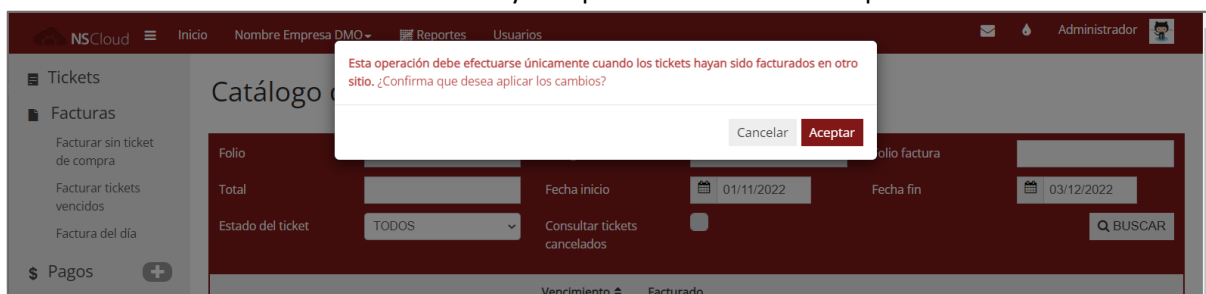 NSCloud Inicio Nombre Empresa DMO Reportes Usuarios Administrador
Esta operación debe efectuarse únicamente cuando los tickets hayan sido facturados en otro
sitio. ¿Confirma que desea aplicar los cambios?
Cancelar Aceptar
Tickets
Catálogo
Facturas
Facturar sin ticket
de compra
Facturar tickets
vencidos
Factura del día
$ Pagos
Folio
folio factura
Total
Fecha inicio 01/11/2022
Fecha fin 03/12/2022
Estado del ticket TODOS
Consultar tickets
cancelados
BUSCAR
Vencimiento Facturado